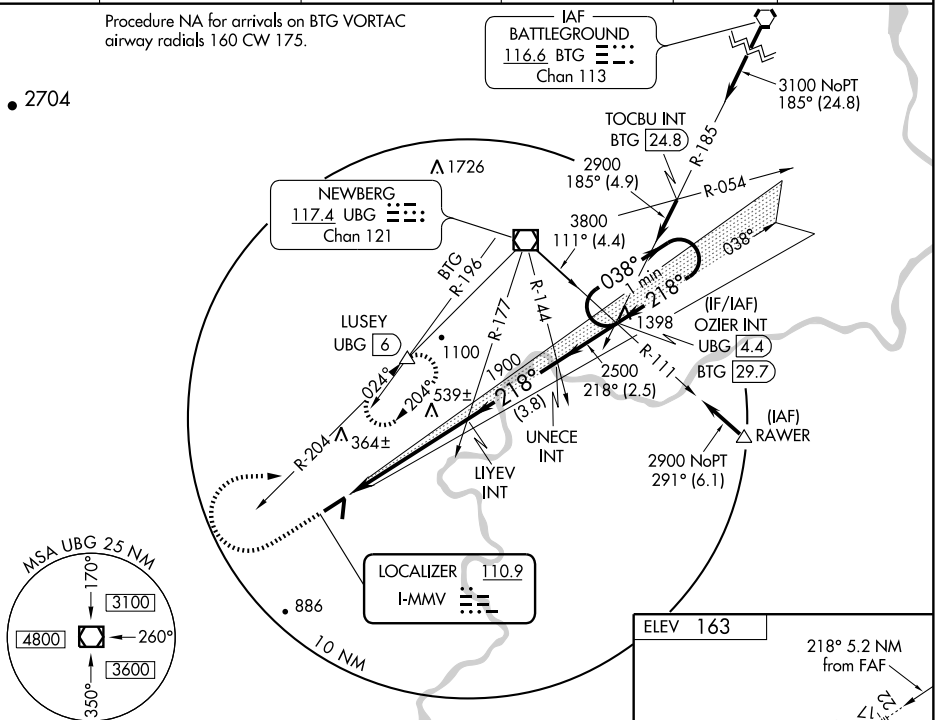 Procedure NA for arrivals on BTG VORTAC
airway radials 160 CW 175.
IAF
BATTLEGROUND
116.6 BTG
Chan 113
3100 NoPT
185° (24.8)
2704
TOCBU INT
BTG 24.8
R-185
1726
2900
185° (4.9)
R-054
NEWBERG
117.4 UBG
Chan 121
3800
111° (4.4)
038°
038°
1 min
218°
BTG
R-196
R-177
R-144
1398
(IF/IAF)
OZIER INT
UBG 4.4
BTG 29.7
LUSEY
UBG 6
1100
1900
218°
(3.8)
2500
218° (2.5)
R-111
024°
204°
539±
(IAF)
RAWER
R-204
364±
UNECE
INT
LIYEV
INT
2900 NoPT
291° (6.1)
LOCALIZER 110.9
I-MMV
MSA UBG 25 NM
170°
3100
4800
260°
3600
350°
886
10 NM
ELEV 163
218° 5.2 NM
from FAF
22
17